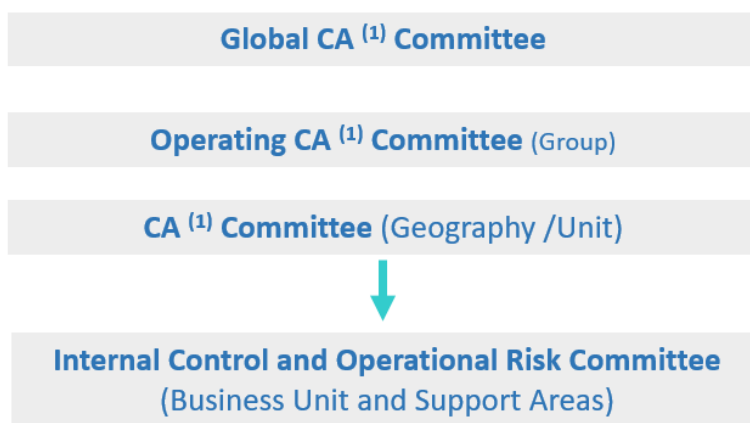 Global CA (1) Committee
Operating CA (1) Committee (Group)
CA (1) Committee (Geography /Unit)
Internal Control and Operational Risk Committee
(Business Unit and Support Areas)